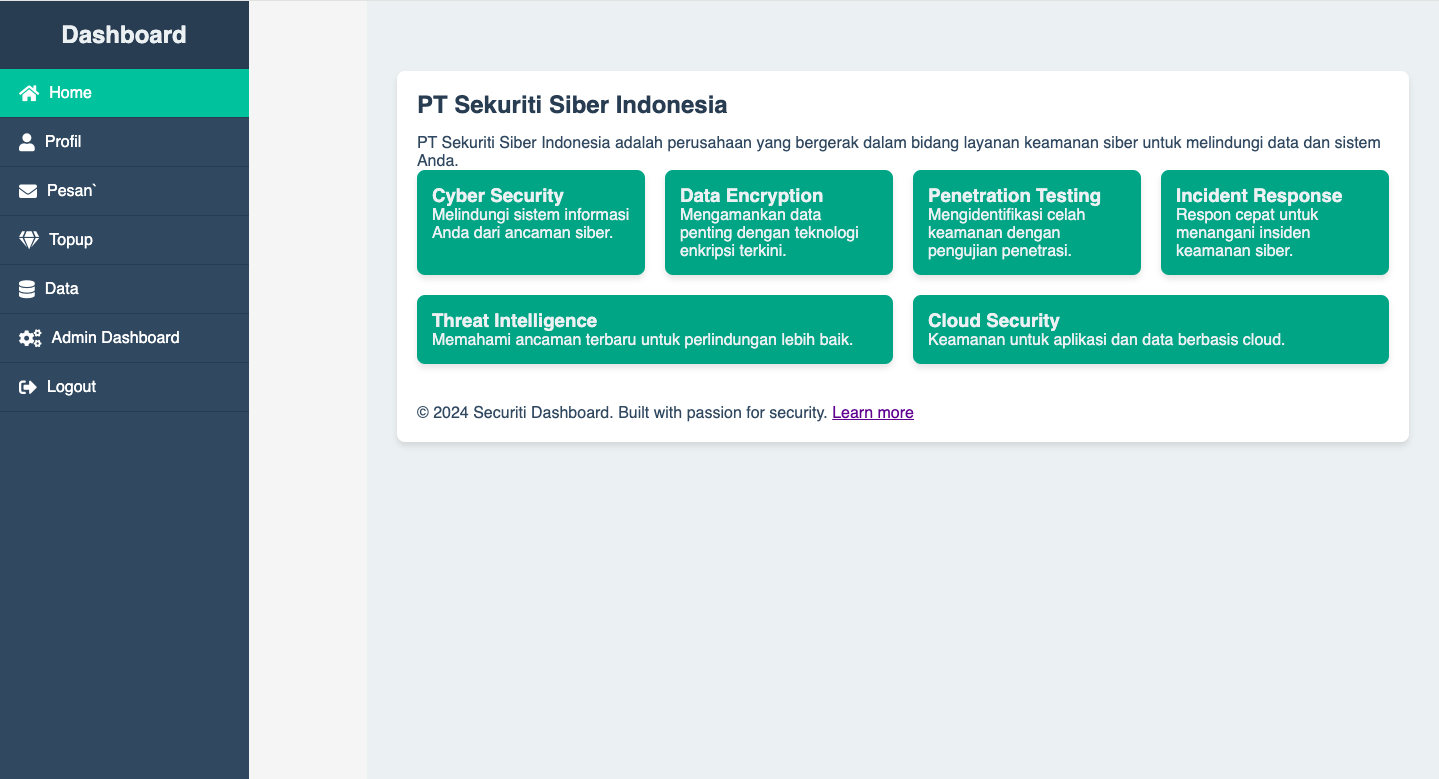 Dashboard
Home
Profil
Pesan`
Topup
Data
Admin Dashboard
Logout
PT Sekuriti Siber Indonesia
PT Sekuriti Siber Indonesia adalah perusahaan yang bergerak dalam bidang layanan keamanan siber untuk melindungi data dan sistem
Anda.
Cyber Security
Melindungi sistem informasi
Anda dari ancaman siber.
Data Encryption
Mengamankan data
penting dengan teknologi
enkripsi terkini.
Penetration Testing
Mengidentifikasi celah
keamanan dengan
pengujian penetrasi.
Incident Response
Respon cepat untuk
menangani insiden
keamanan siber.
Threat Intelligence
Memahami ancaman terbaru untuk perlindungan lebih baik.
Cloud Security
Keamanan untuk aplikasi dan data berbasis cloud.
© 2024 Securiti Dashboard. Built with passion for security. Learn more